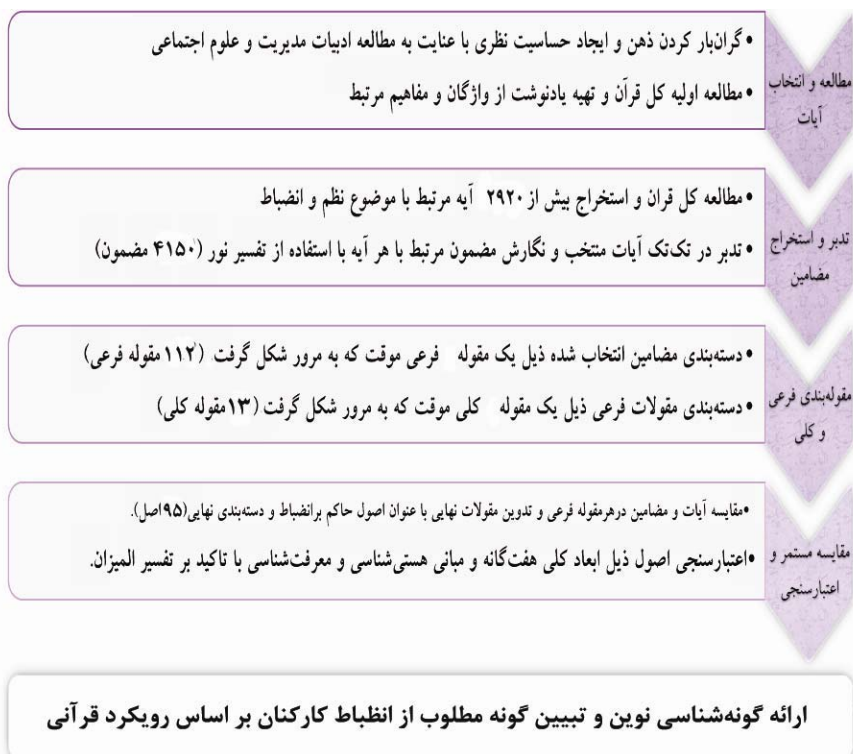 • گران‌بار کردن ذهن و ایجاد حساسیت نظری با عنایت به مطالعه ادبیات مدیریت و علوم اجتماعی
• مطالعه اولیه کل قرآن و تهیه یادنوشت از واژگان و مفاهیم مرتبط
مطالعه و انتخاب
آیات
• مطالعه کل قران و استخراج بیش از ۲۹۲۰ آیه مرتبط با موضوع نظم و انضباط
• تدبر در تک‌تک آیات منتخب و نگارش مضمون مرتبط با هر آیه با استفاده از تفسیر نور (۴۱۵۰ مضمون)
تدبر و استخراج
مضامین
• دسته‌بندی مضامین انتخاب شده ذیل یک مقوله فرعی موقت که به مرور شکل گرفت (۱۱۲ مقوله فرعی)
• دسته‌بندی مقولات فرعی ذیل یک مقوله کلی موقت که به مرور شکل گرفت (۱۳مقوله کلی)
مقوله‌بندی فرعی
و کلی
•مقایسه آیات و مضامین درهرمقوله فرعی و تدوین مقولات نهایی با عنوان اصول حاکم برانضباط و دسته‌بندی نهایی(۹۵اصل).
•اعتبارسنجی اصول ذیل ابعاد کلی هفت‌گانه و مبانی هستی‌شناسی و معرفت‌شناسی با تاکید بر تفسیر المیزان.
مقایسه مستمر و
اعتبارسنجی
ارائه گونه‌شناسی نوین و تبیین گونه مطلوب از انظباط کارکنان بر اساس رویکرد قرآنی